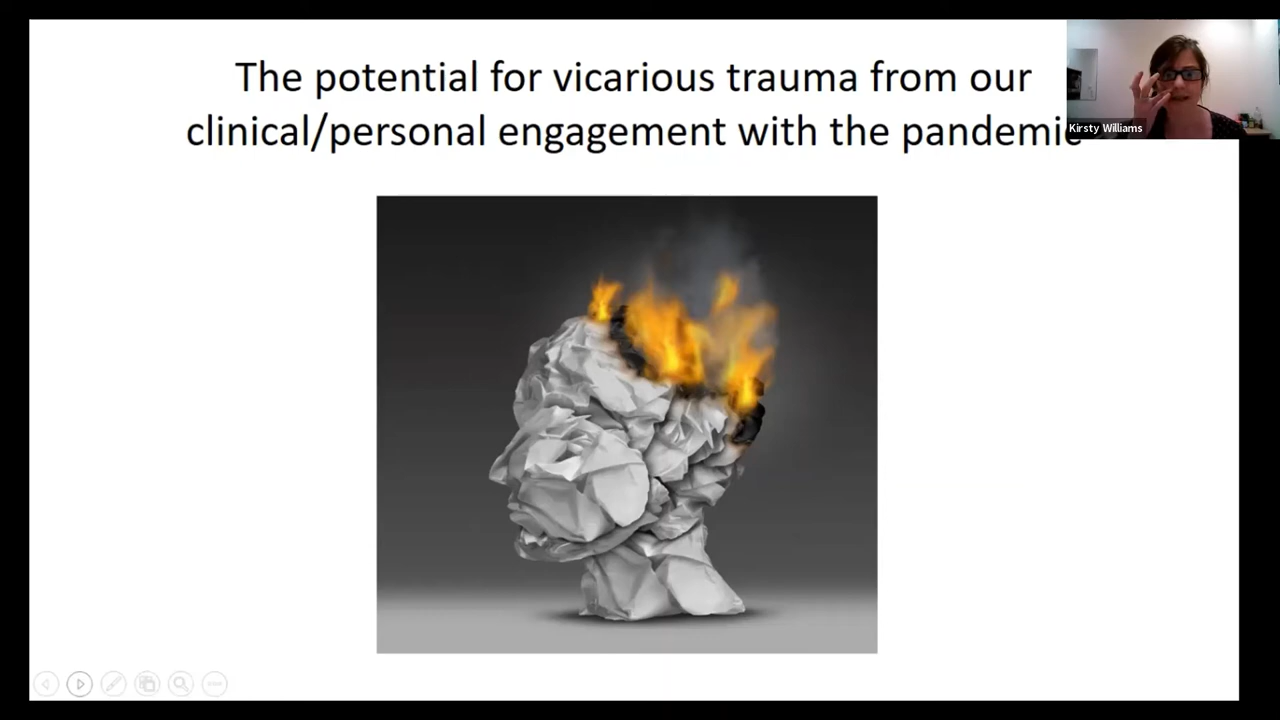 The potential for vicarious trauma from our
clinical/personal engagement with the pandemic
Kirsty Williams